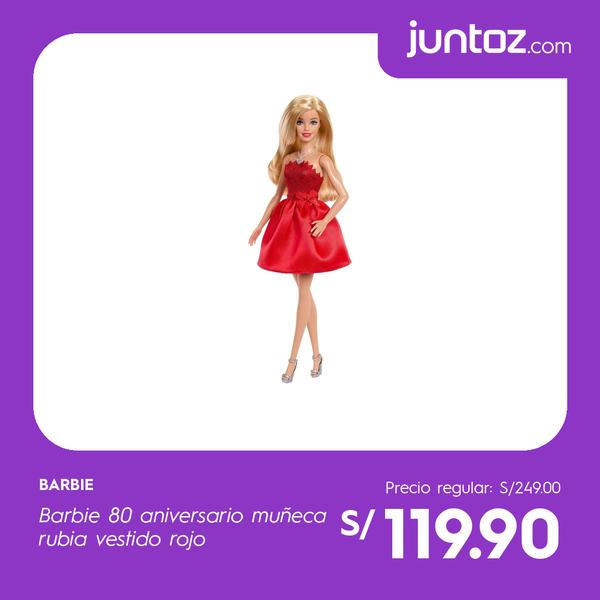 juntoz.com
BARBIE
Barbie 80 aniversario muñeca
rubia vestido rojo
Precio regular: S/249.00
S/119.90